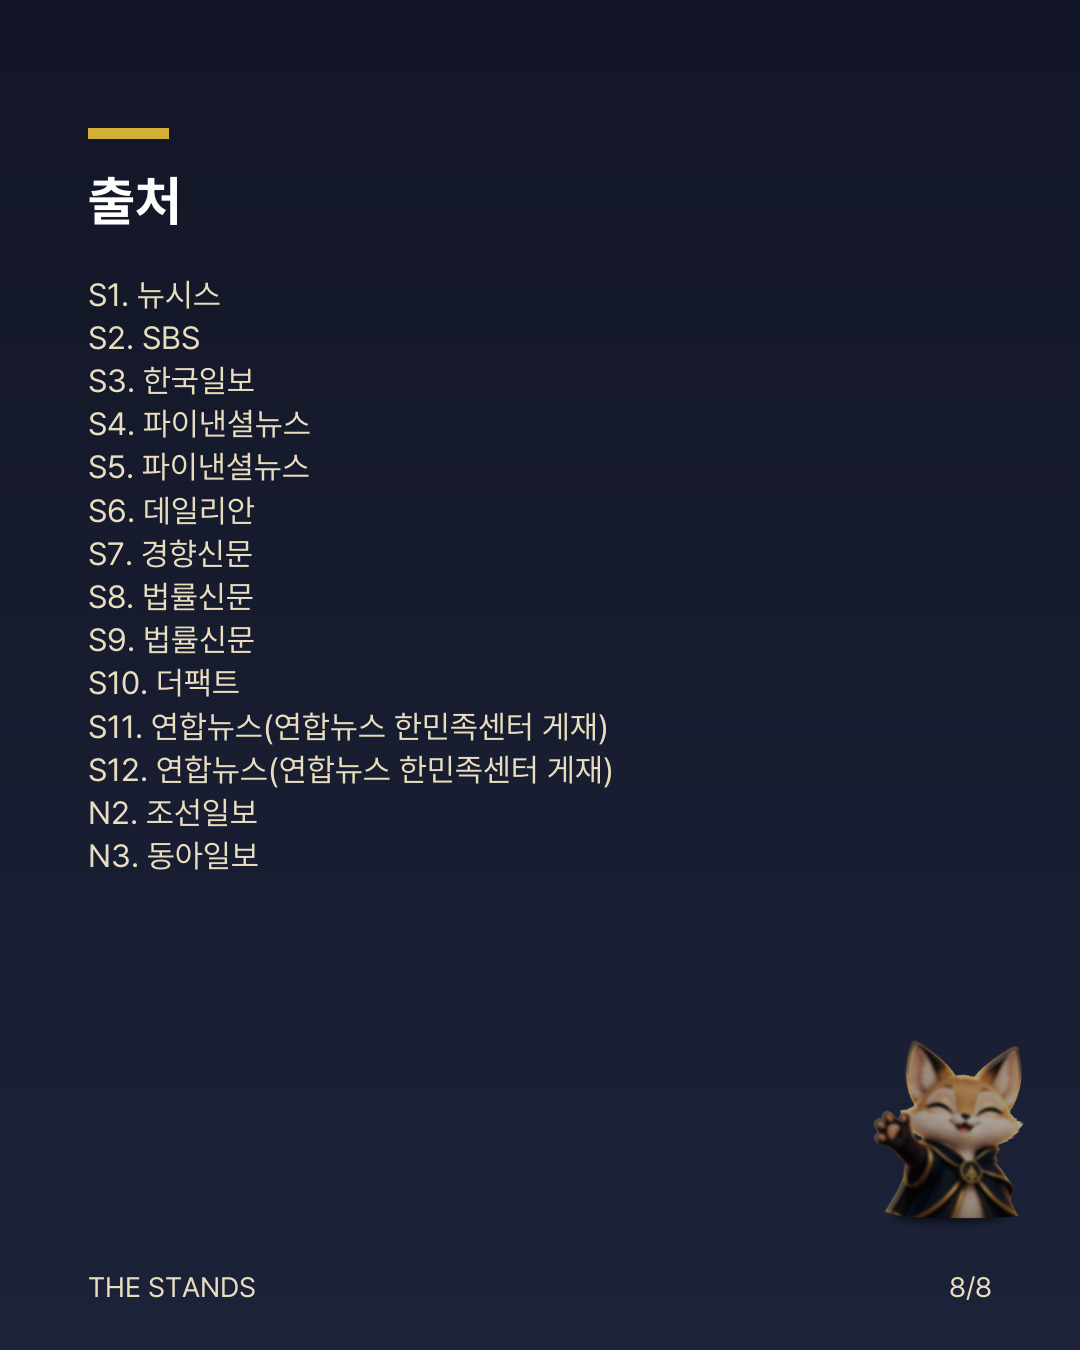 출처
S1. 뉴시스
S2. SBS
S3. 한국일보
S4. 파이낸셜뉴스
S5. 파이낸셜뉴스
S6. 데일리안
S7. 경향신문
S8. 법률신문
S9. 법률신문
S10. 더팩트
S11. 연합뉴스(연합뉴스 한민족센터 게재)
S12. 연합뉴스(연합뉴스 한민족센터 게재)
N2. 조선일보
N3. 동아일보
THE STANDS
8/8